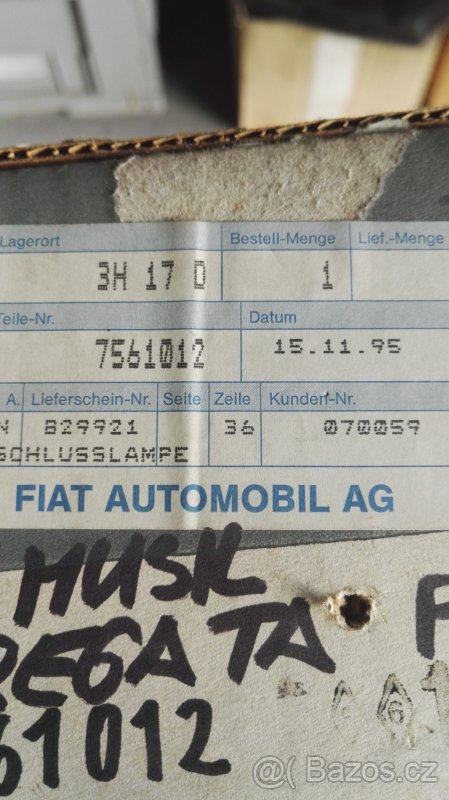 Lagerort Bestell-Menge Lief.-Menge
3H 17 D 1
Teile-Nr. Datum
7561012 15.11.95
A. Lieferschein-Nr. Seite Zeile Kunden-Nr.
N 829921 36 070059
SCHLUSSLAMPE
FIAT AUTOMOBIL AG
MUSIL
REGATA
61012
@ Bazos.cz